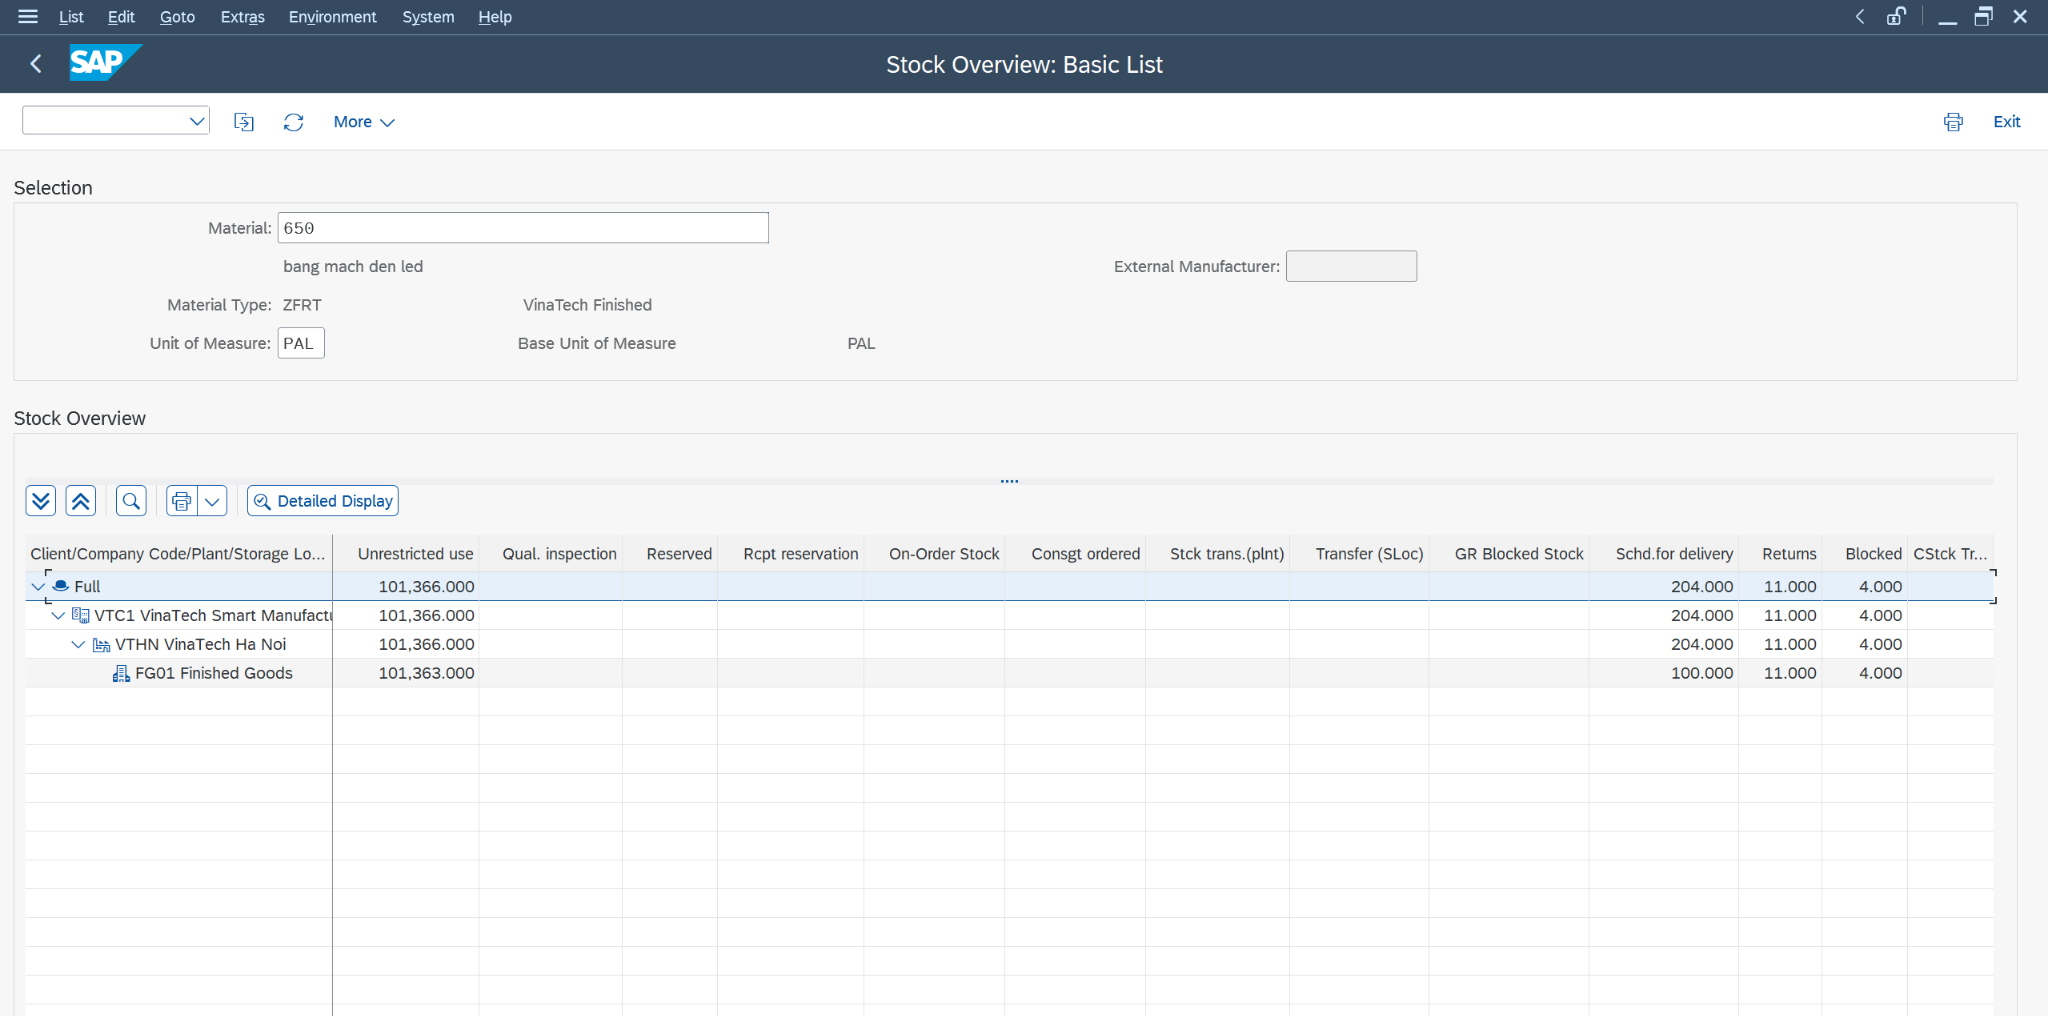 List Edit Goto Extras Environment System Help
SAP Stock Overview: Basic List
More Exit
Selection
Material: 650
bang mach den led External Manufacturer:
Material Type: ZFRT VinaTech Finished
Unit of Measure: PAL Base Unit of Measure PAL
Stock Overview
Detailed Display
Client/Company Code/Plant/Storage Lo... Unrestricted use Qual. inspection Reserved Rcpt reservation On-Order Stock Consgt ordered Stck trans.(plnt) Transfer (SLoc) GR Blocked Stock Schd.for delivery Returns Blocked CStck Tr...
Full 101,366.000 204.000 11.000 4.000
VTC1 VinaTech Smart Manufactu 101,366.000 204.000 11.000 4.000
VTHN VinaTech Ha Noi 101,366.000 204.000 11.000 4.000
FG01 Finished Goods 101,363.000 100.000 11.000 4.000